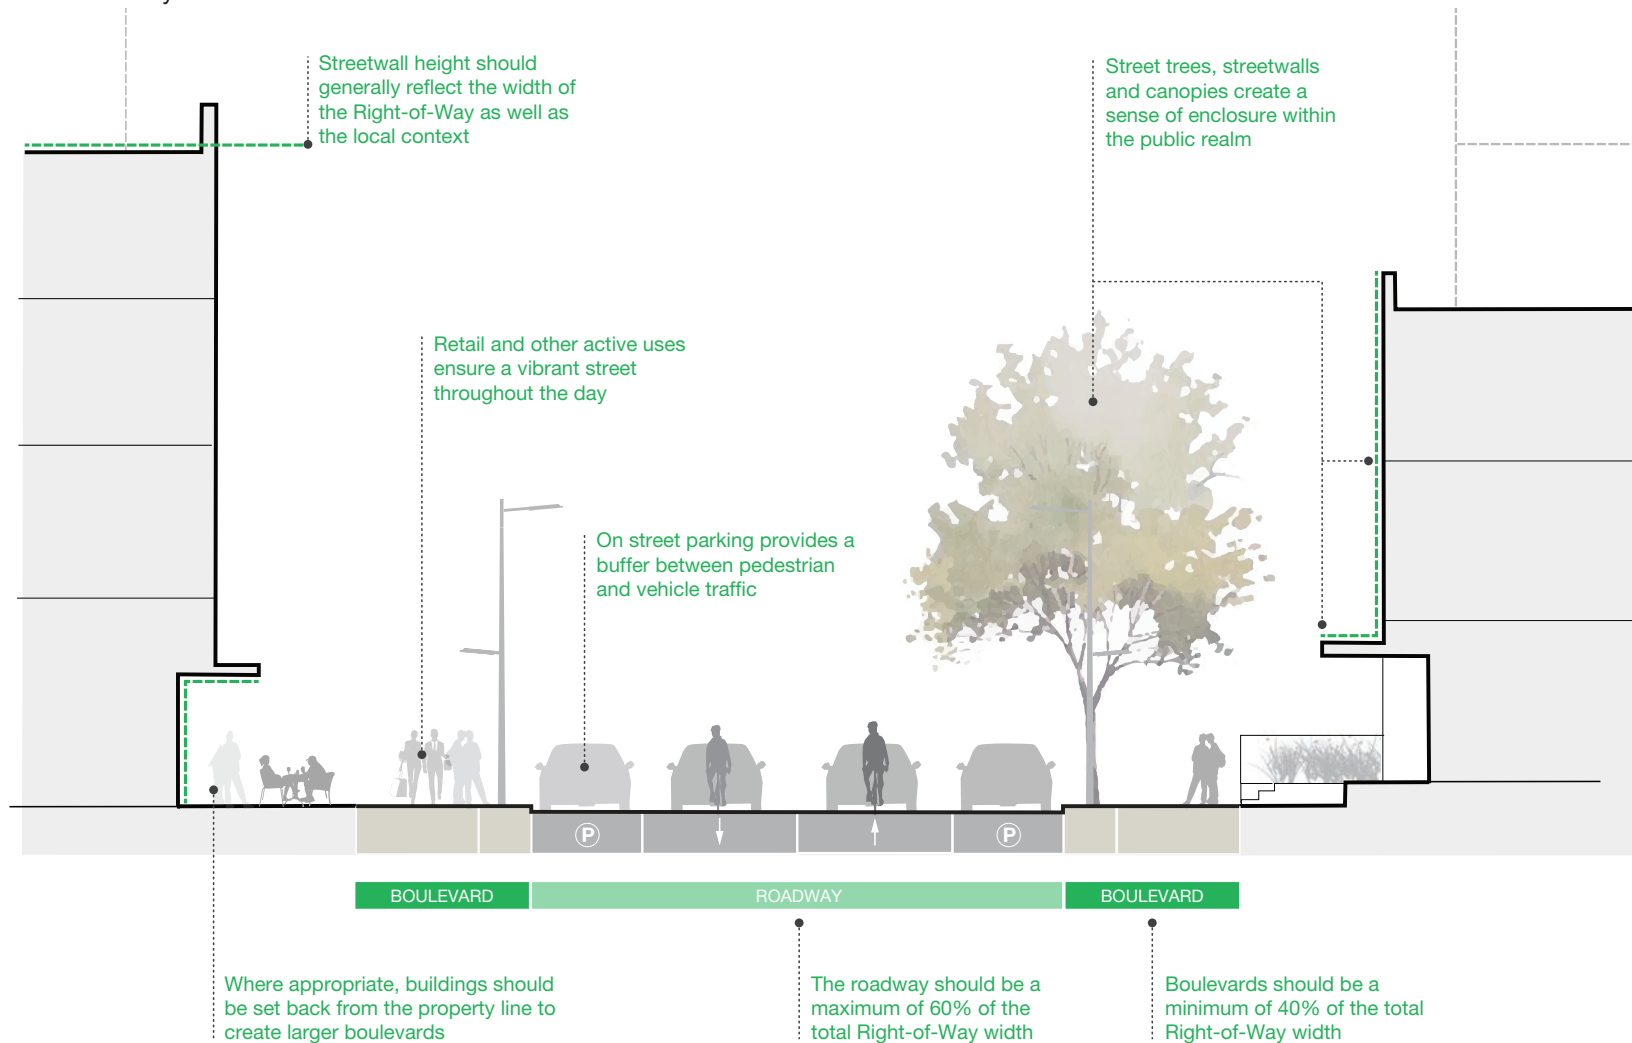 Streetwall height should
generally reflect the width of
the Right-of-Way as well as
the local context
Street trees, streetwalls
and canopies create a
sense of enclosure within
the public realm
Retail and other active uses
ensure a vibrant street
throughout the day
On street parking provides a
buffer between pedestrian
and vehicle traffic
P
P
BOULEVARD
ROADWAY
BOULEVARD
Where appropriate, buildings should
be set back from the property line to
create larger boulevards
The roadway should be a
maximum of 60% of the
total Right-of-Way width
Boulevards should be a
minimum of 40% of the total
Right-of-Way width